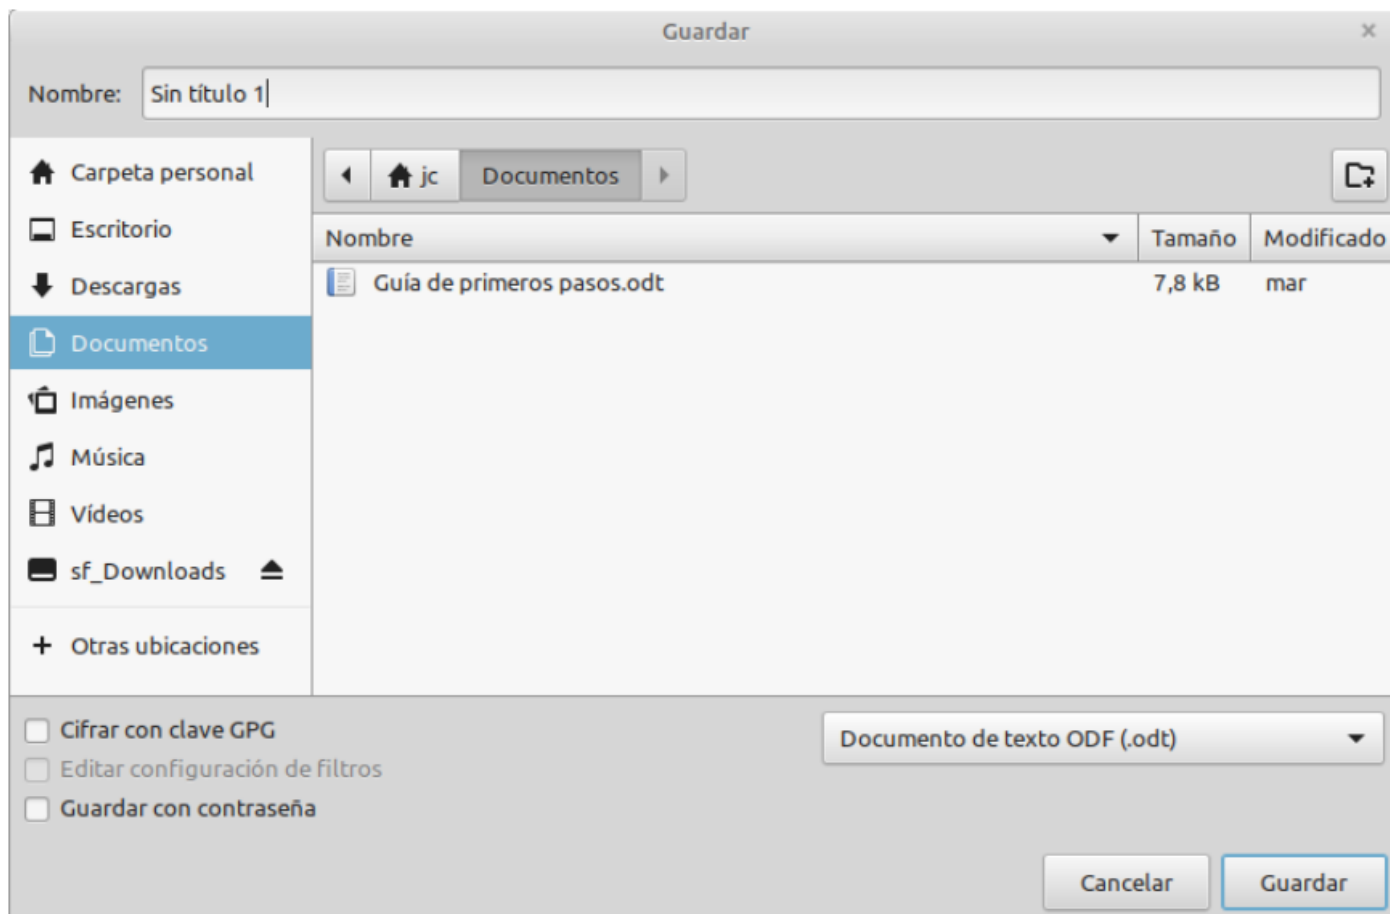 Guardar
Nombre: Sin título 1
Carpeta personal
Escritorio
Descargas
Documentos
Imágenes
Música
Vídeos
sf_Downloads
Otras ubicaciones
jc Documentos
Nombre Tamaño Modificado
Guía de primeros pasos.odt 7,8 kB mar
Cifrar con clave GPG
Editar configuración de filtros
Guardar con contraseña
Documento de texto ODF (.odt)
Cancelar Guardar